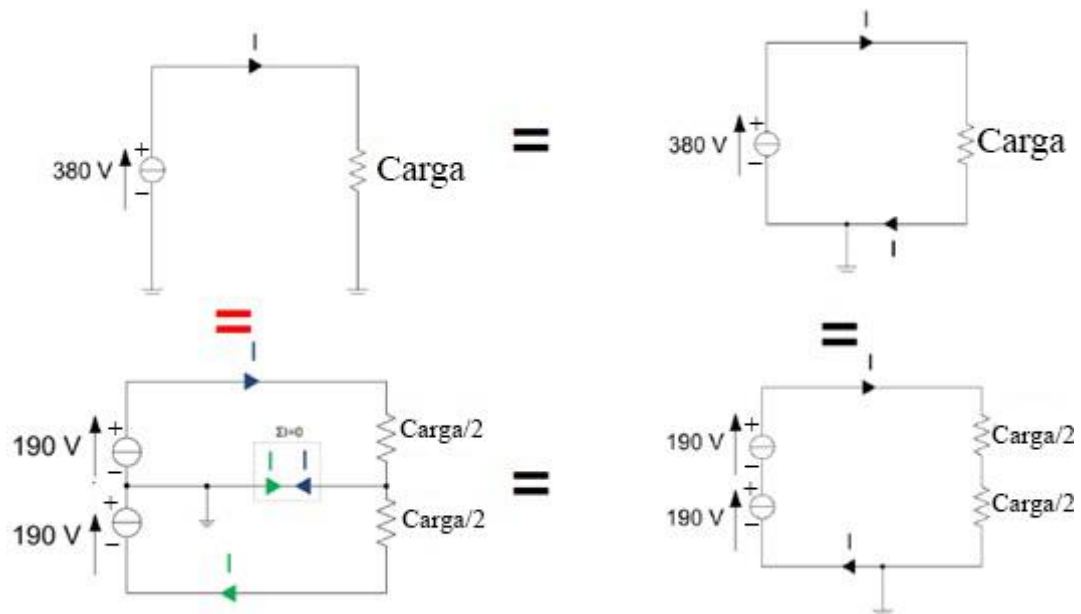 I
+
380 V
−
Carga
=
I
+
380 V
−
Carga
I
=
I
+
190 V
−
Carga/2
ΣI=0
I I
+
190 V
−
Carga/2
I
=
=
I
+
190 V
−
Carga/2
+
190 V
−
Carga/2
I